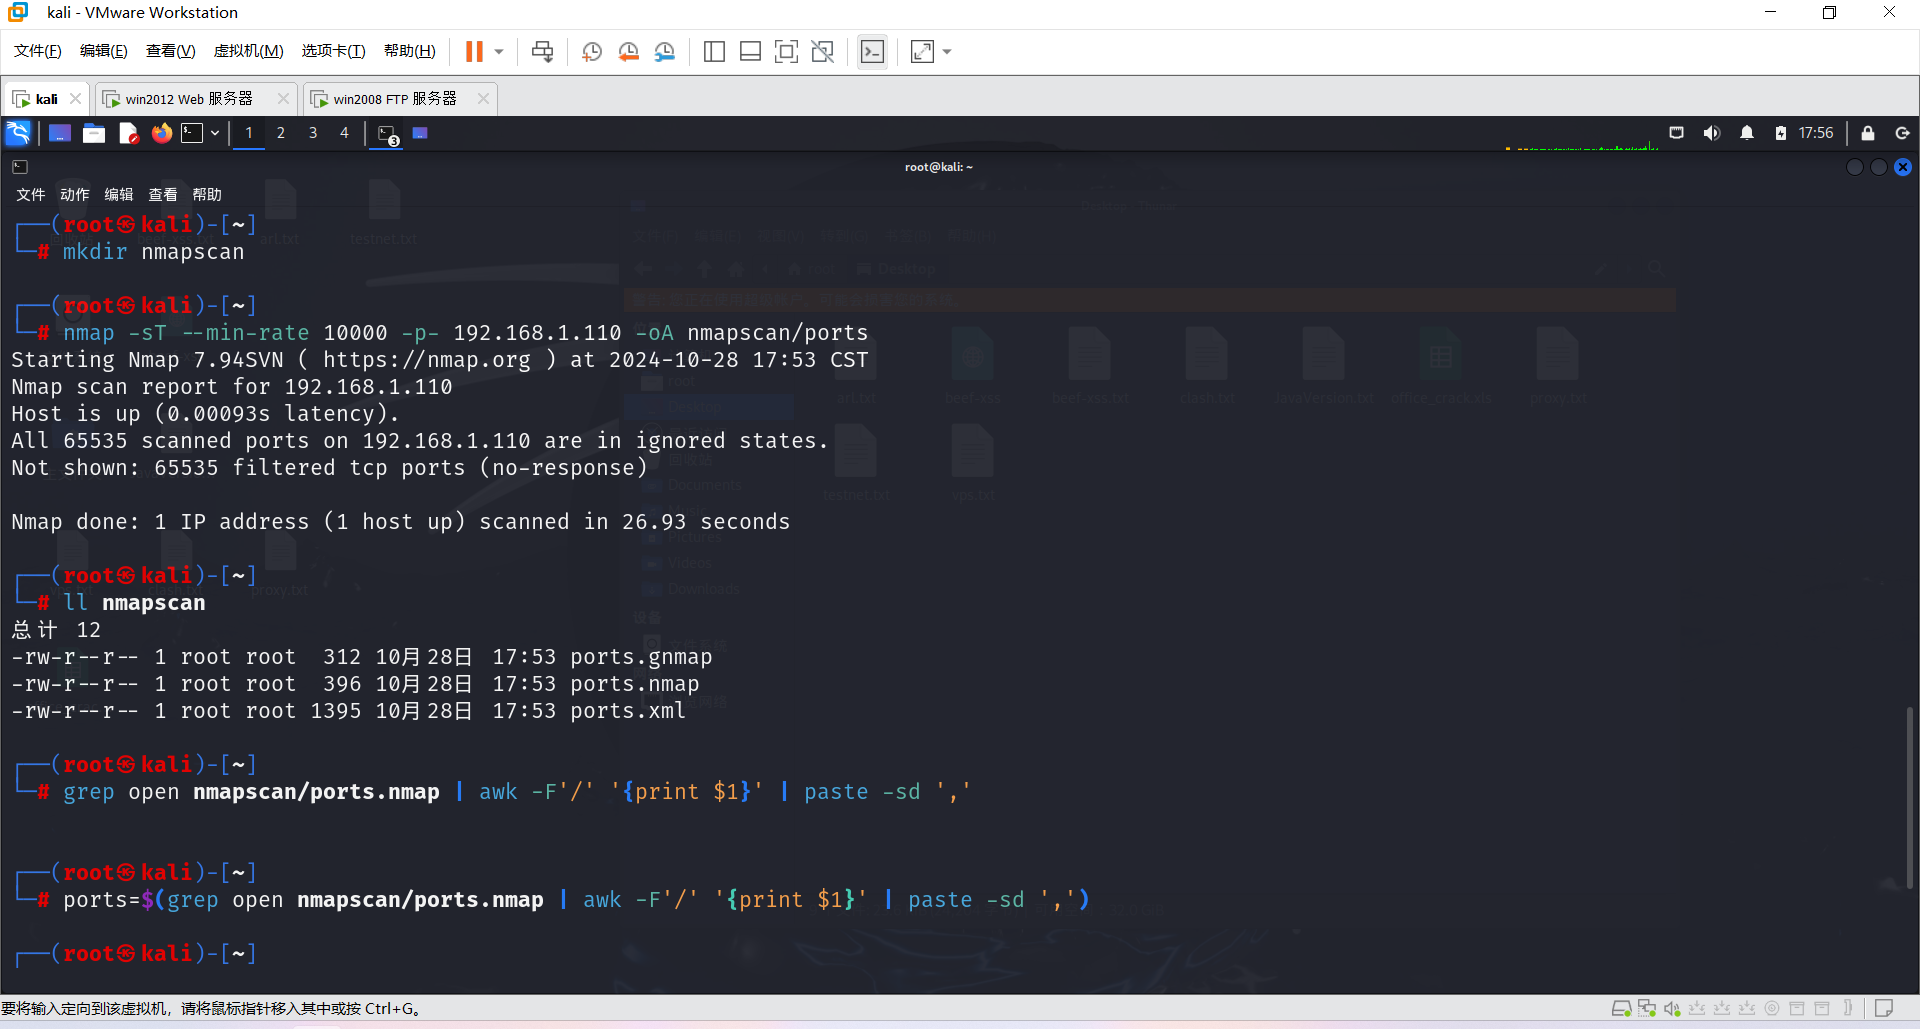 kali - VMware Workstation
文件(F) 编辑(E) 查看(V) 虚拟机(M) 选项卡(T) 帮助(H)
kali win2012 Web 服务器 win2008 FTP 服务器
1 2 3 4 3 17:56
root@kali: ~
文件 动作 编辑 查看 帮助
┌──(root㉿kali)-[~]
└─# mkdir nmapscan
┌──(root㉿kali)-[~]
└─# nmap -sT --min-rate 10000 -p- 192.168.1.110 -oA nmapscan/ports
Starting Nmap 7.94SVN ( https://nmap.org ) at 2024-10-28 17:53 CST
Nmap scan report for 192.168.1.110
Host is up (0.00093s latency).
All 65535 scanned ports on 192.168.1.110 are in ignored states.
Not shown: 65535 filtered tcp ports (no-response)
Nmap done: 1 IP address (1 host up) scanned in 26.93 seconds
┌──(root㉿kali)-[~]
└─# ll nmapscan
总计 12
-rw-r--r-- 1 root root  312 10月28日 17:53 ports.gnmap
-rw-r--r-- 1 root root  396 10月28日 17:53 ports.nmap
-rw-r--r-- 1 root root 1395 10月28日 17:53 ports.xml
┌──(root㉿kali)-[~]
└─# grep open nmapscan/ports.nmap | awk -F'/' '{print $1}' | paste -sd ','
┌──(root㉿kali)-[~]
└─# ports=$(grep open nmapscan/ports.nmap | awk -F'/' '{print $1}' | paste -sd ',')
┌──(root㉿kali)-[~]
要将输入定向到该虚拟机，请将鼠标指针移入其中或按 Ctrl+G。